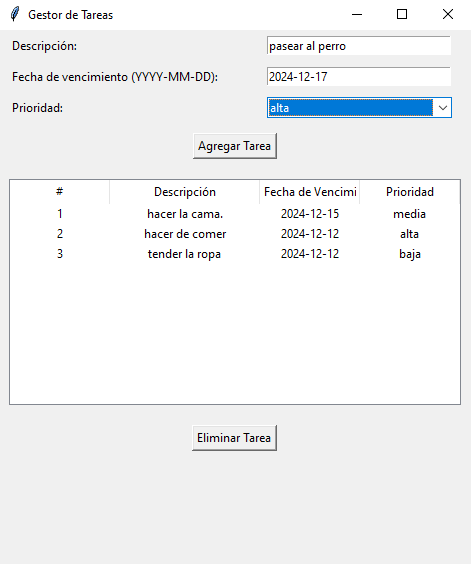 Gestor de Tareas
Descripción: pasear al perro
Fecha de vencimiento (YYYY-MM-DD): 2024-12-17
Prioridad: alta
Agregar Tarea
# Descripción Fecha de Vencimi Prioridad
1 hacer la cama. 2024-12-15 media
2 hacer de comer 2024-12-12 alta
3 tender la ropa 2024-12-12 baja
Eliminar Tarea